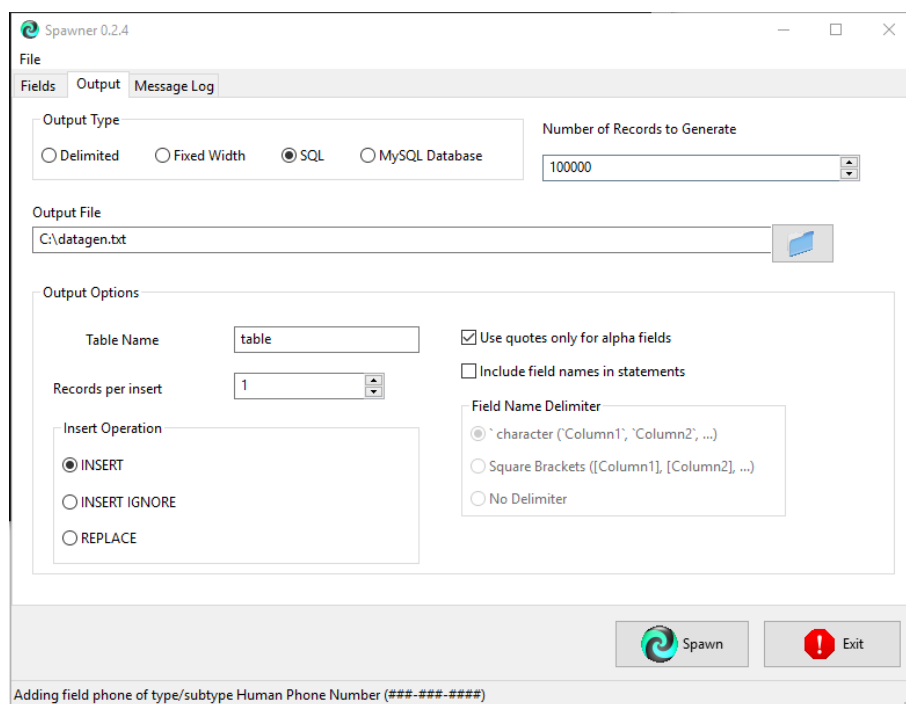 Spawner 0.2.4
File
Fields Output Message Log
Output Type
Delimited Fixed Width SQL MySQL Database
Number of Records to Generate
100000
Output File
C:\datagen.txt
Output Options
Table Name table
Records per insert 1
Insert Operation
INSERT
INSERT IGNORE
REPLACE
Use quotes only for alpha fields
Include field names in statements
Field Name Delimiter
` character (`Column1`, `Column2`, ...)
Square Brackets ([Column1], [Column2], ...)
No Delimiter
Spawn Exit
Adding field phone of type/subtype Human Phone Number (###-###-####)